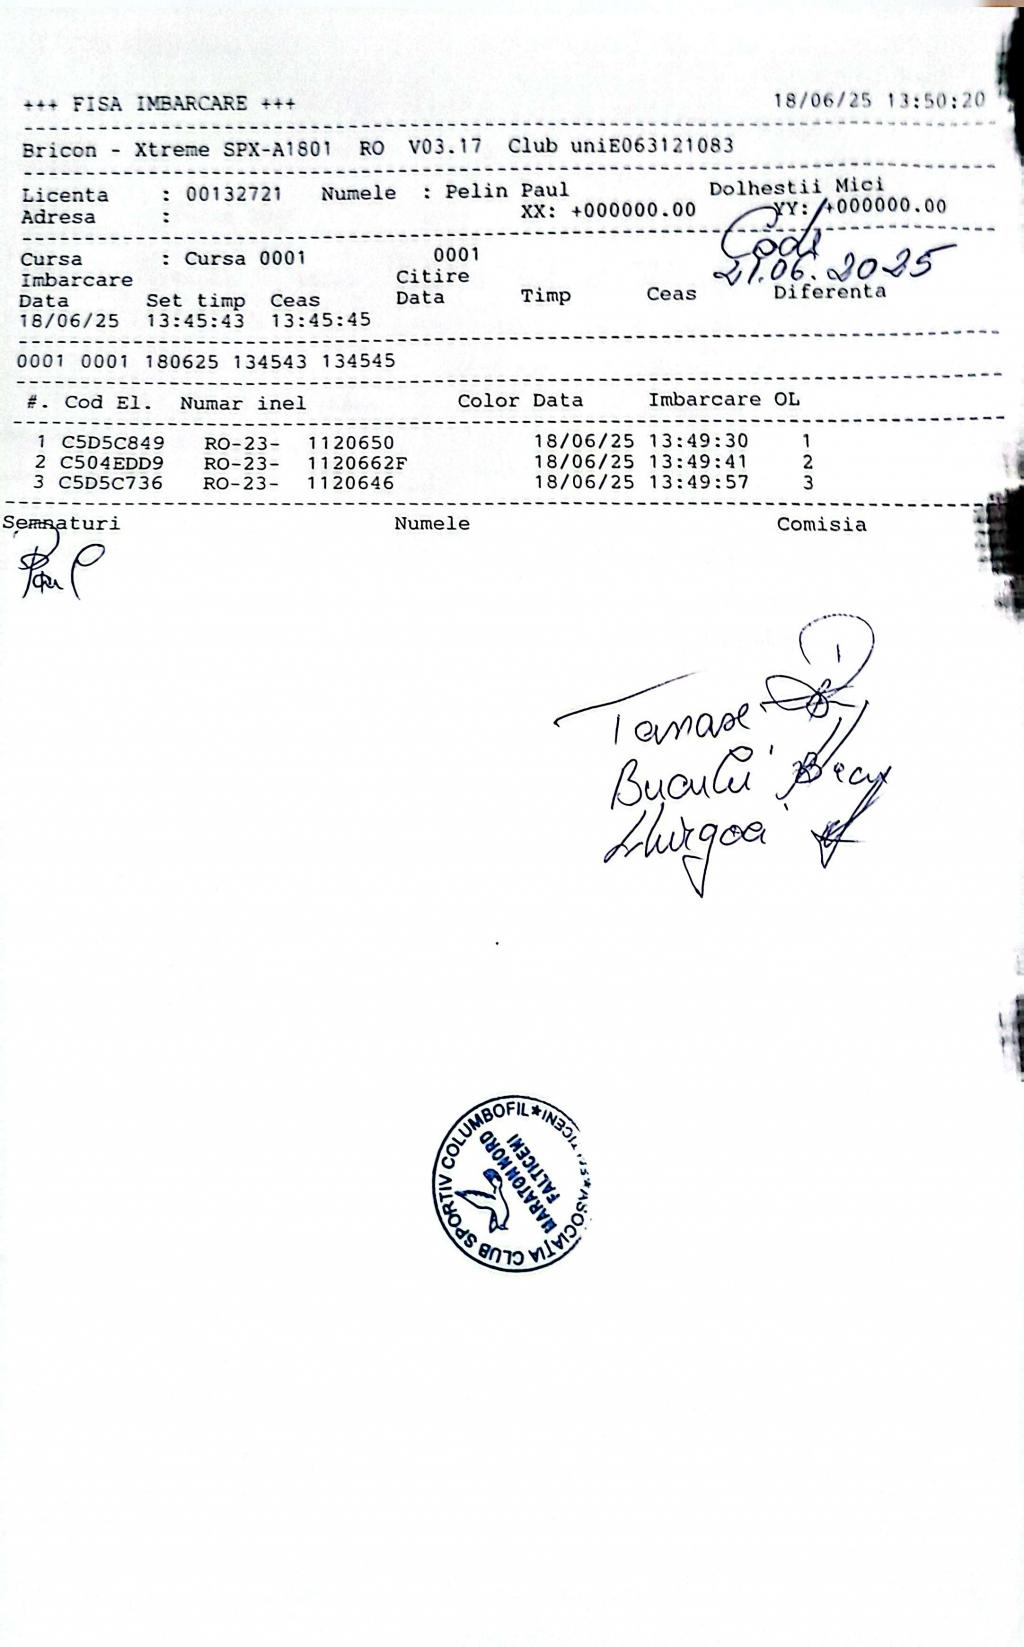 +++ FISA IMBARCARE +++ 18/06/25 13:50:20
Bricon - Xtreme SPX-A1801 RO V03.17 Club uniE063121083
Licenta : 00132721 Numele : Pelin Paul Dolhestii Mici
Adresa : XX: +000000.00 YY: +000000.00
Cursa : Cursa 0001 0001
21.06.2025
Imbarcare Citire
Data Set timp Ceas Data Timp Ceas Diferenta
18/06/25 13:45:43 13:45:45
0001 0001 180625 134543 134545
#. Cod El. Numar inel Color Data Imbarcare OL
1 C5D5C849 RO-23- 1120650 18/06/25 13:49:30 1
2 C504EDD9 RO-23- 1120662F 18/06/25 13:49:41 2
3 C5D5C736 RO-23- 1120646 18/06/25 13:49:57 3
Semnaturi Numele Comisia
Tanase
ASOCIAȚIA CLUB SPORTIV COLUMBOFIL
MARATON NORD
FALTICENI